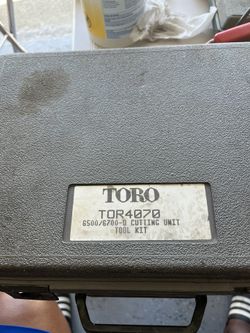 TORO
TOR4070
6500/6700-D CUTTING UNIT
TOOL KIT